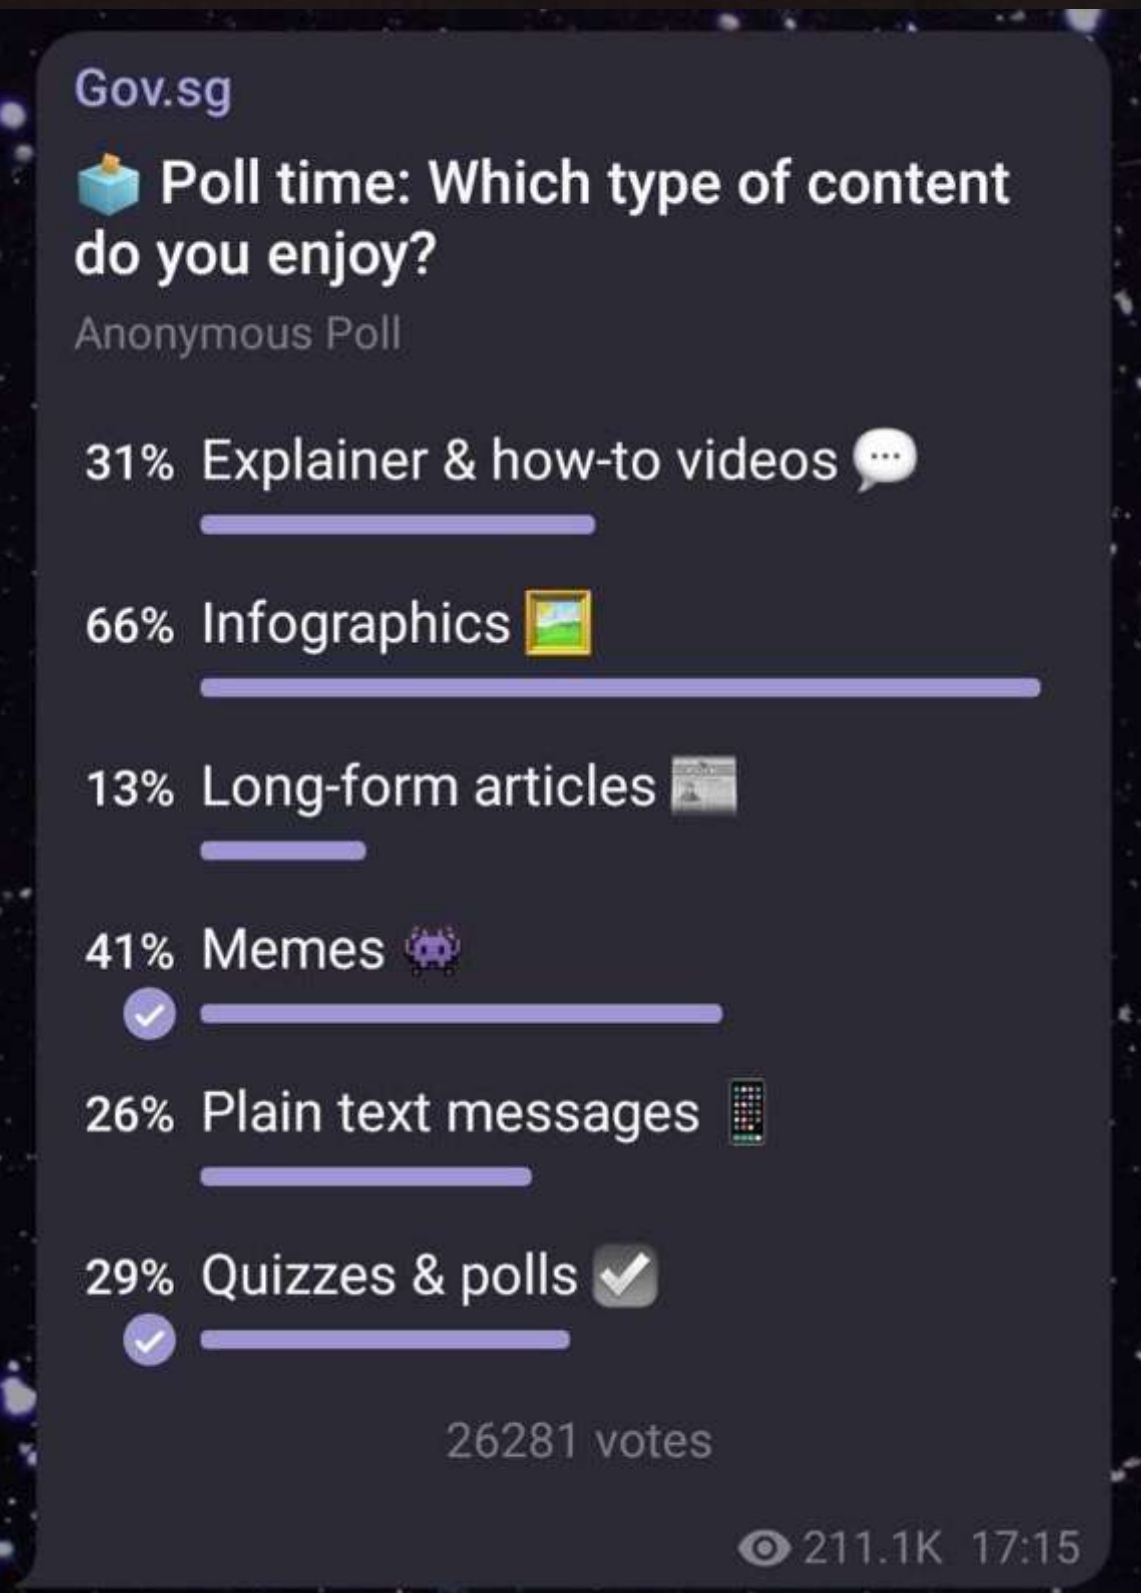 Gov.sg
🗳️ Poll time: Which type of content
do you enjoy?
Anonymous Poll
31% Explainer & how-to videos 💬
66% Infographics 🖼️
13% Long-form articles 📰
41% Memes 👾
26% Plain text messages 📱
29% Quizzes & polls ☑️
26281 votes
211.1K 17:15